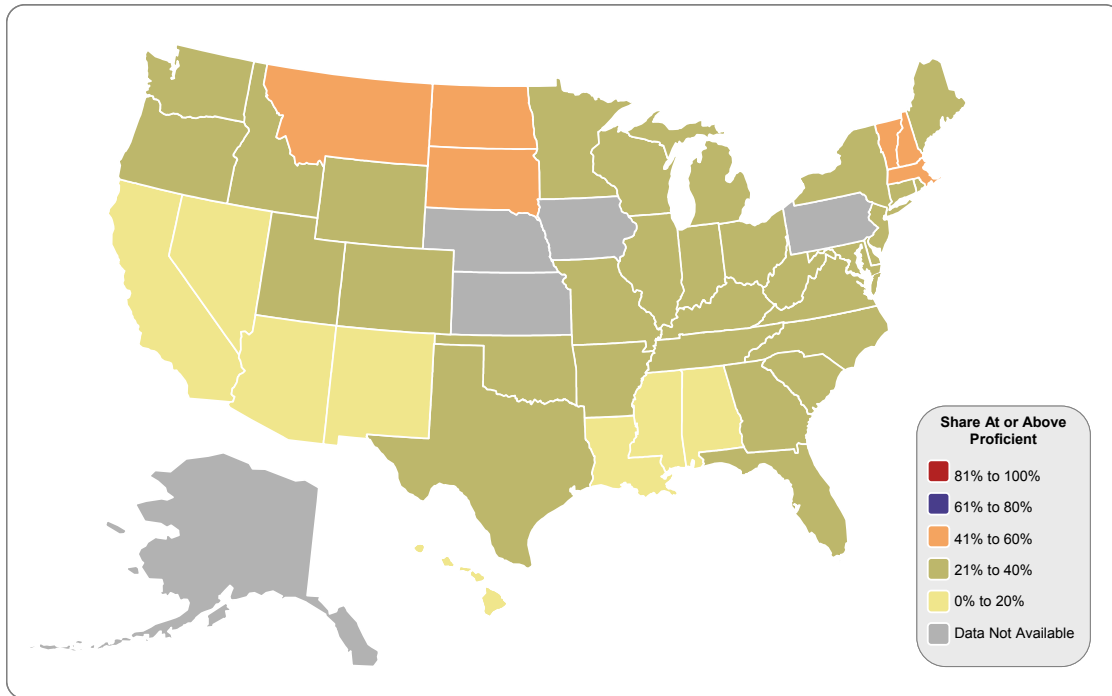 Share At or Above
Proficient
81% to 100%
61% to 80%
41% to 60%
21% to 40%
0% to 20%
Data Not Available